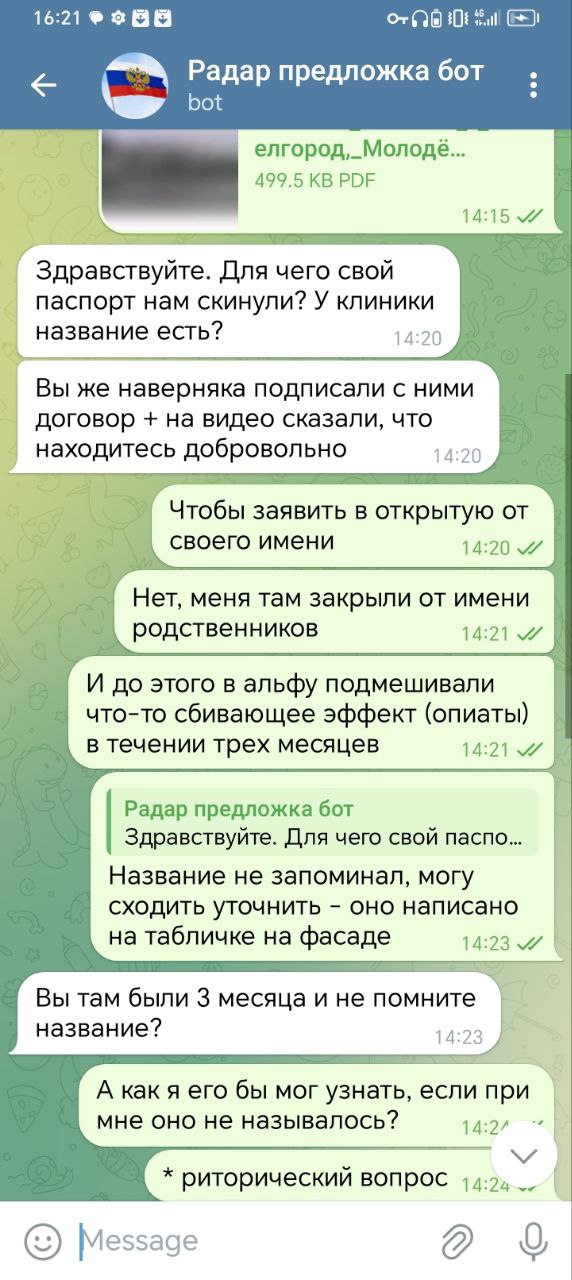 16:21
4G
Радар предложка бот
bot
елгород,_Молодё...
499.5 KB PDF
14:15
Здравствуйте. Для чего свой
паспорт нам скинули? У клиники
название есть?
14:20
Вы же наверняка подписали с ними
договор + на видео сказали, что
находитесь добровольно
14:20
Чтобы заявить в открытую от
своего имени
14:20
Нет, меня там закрыли от имени
родственников
14:21
И до этого в альфу подмешивали
что-то сбивающее эффект (опиаты)
в течении трех месяцев
14:21
Радар предложка бот
Здравствуйте. Для чего свой паспо...
Название не запоминал, могу
сходить уточнить - оно написано
на табличке на фасаде
14:23
Вы там были 3 месяца и не помните
название?
14:23
А как я его бы мог узнать, если при
мне оно не называлось?
14:24
* риторический вопрос
14:24
Message